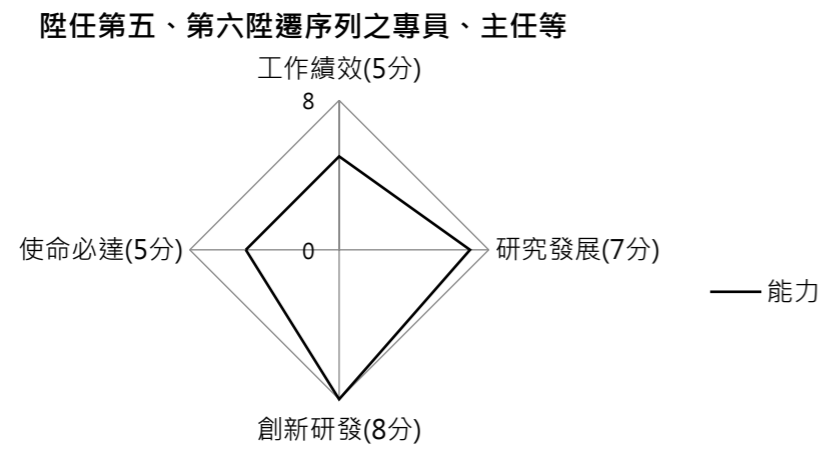 陞任第五、第六陞遷序列之專員、主任等
工作績效(5分)
8
使命必達(5分)
0
研究發展(7分)
能力
創新研發(8分)